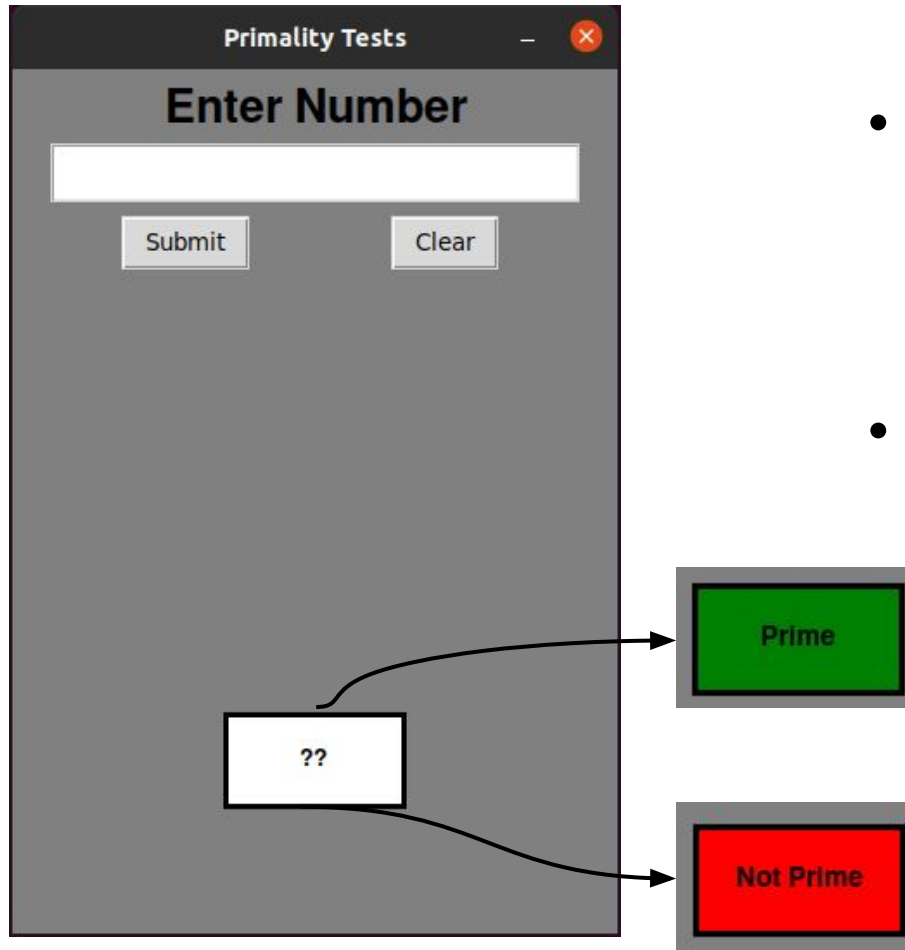 Primality Tests
Enter Number
Submit Clear
Prime
??
Not Prime